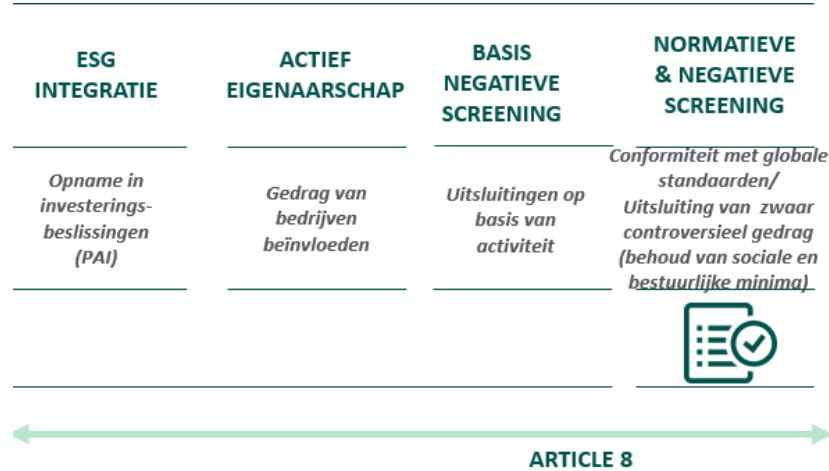 ESG
INTEGRATIE
ACTIEF
EIGENAARSCHAP
BASIS
NEGATIEVE
SCREENING
NORMATIEVE
& NEGATIEVE
SCREENING
Opname in
investerings-
beslissingen
(PAI)
Gedrag van
bedrijven
beïnvloeden
Uitsluitingen op
basis van
activiteit
Conformiteit met globale
standaarden/
Uitsluiting van zwaar
controversieel gedrag
(behoud van sociale en
bestuurlijke minima)
ARTICLE 8